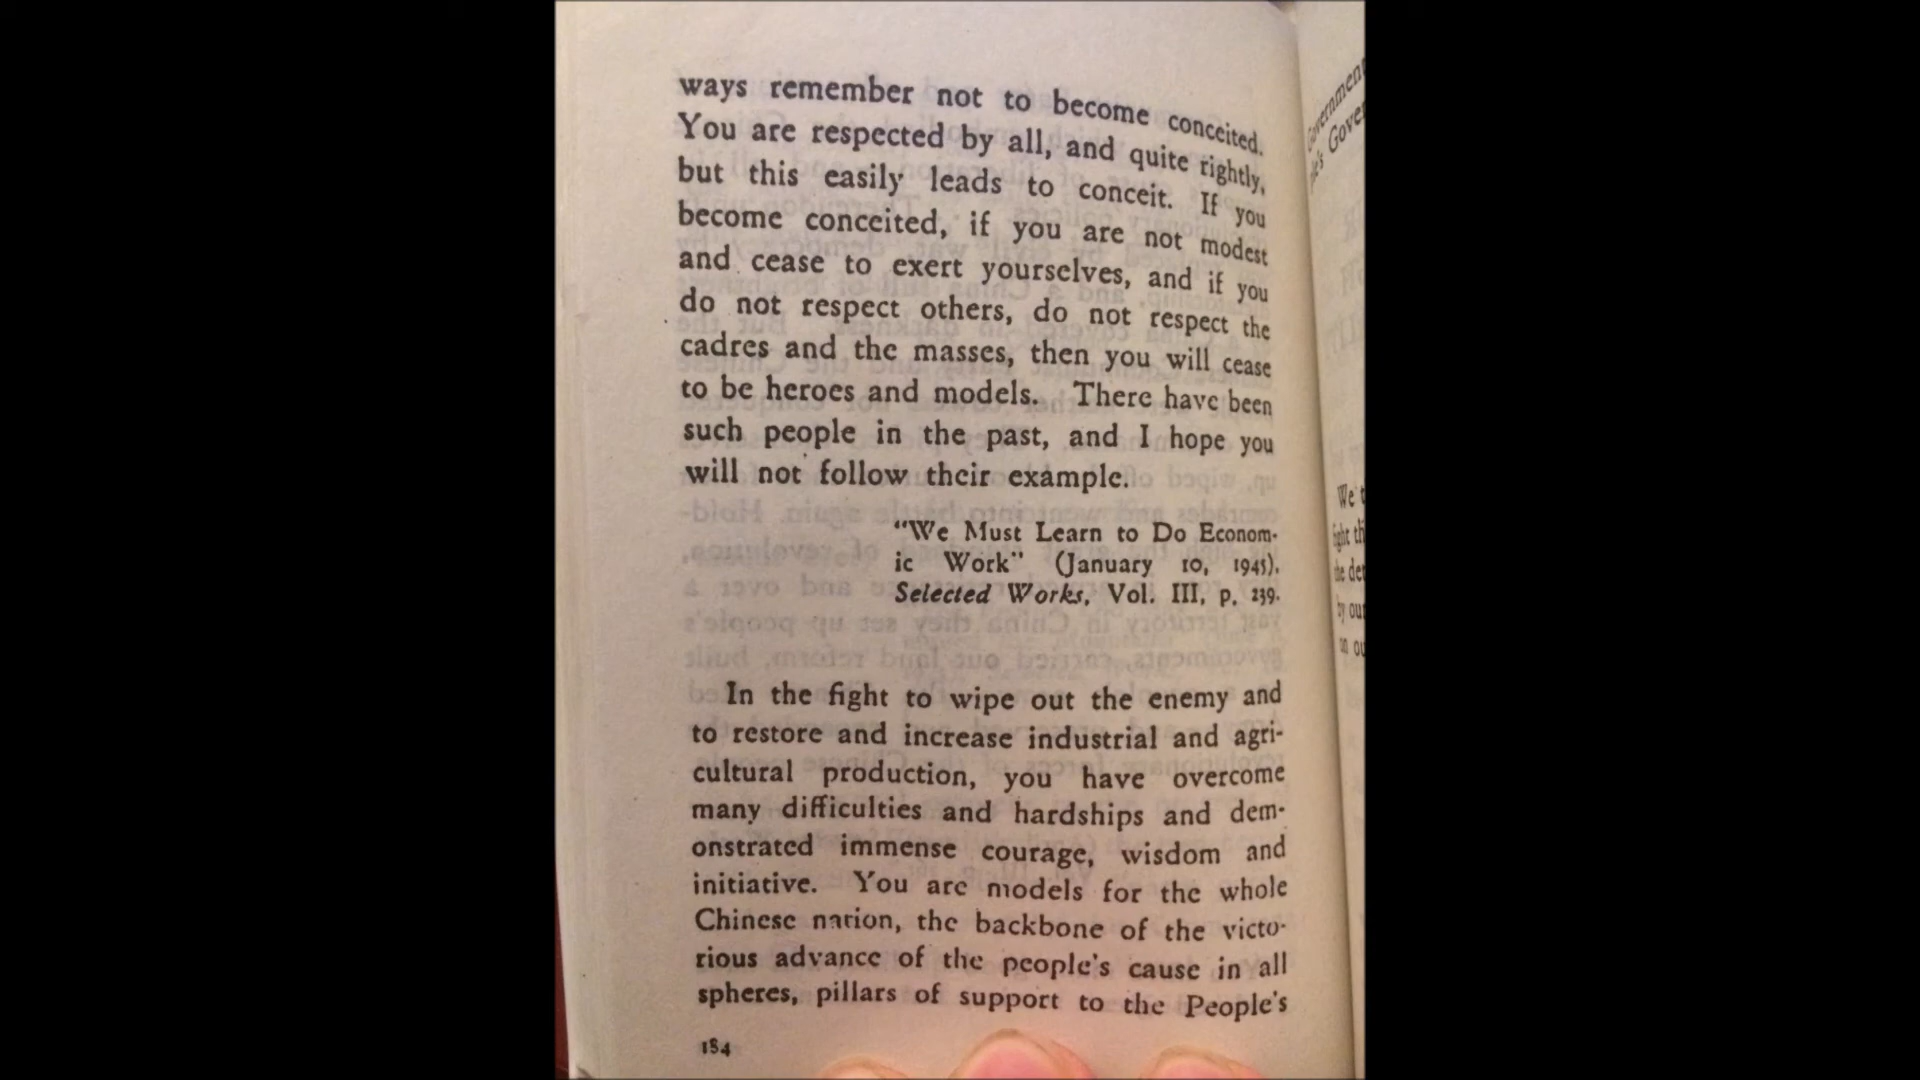 ways remember not to become conceited.
You are respected by all, and quite rightly,
but this easily leads to conceit. If you
become conceited, if you are not modest
and cease to exert yourselves, and if you
do not respect others, do not respect the
cadres and the masses, then you will cease
to be heroes and models. There have been
such people in the past, and I hope you
will not follow their example.
"We Must Learn to Do Econom-
ic Work" (January 10, 1945),
Selected Works, Vol. III, p. 239.
In the fight to wipe out the enemy and
to restore and increase industrial and agri-
cultural production, you have overcome
many difficulties and hardships and dem-
onstrated immense courage, wisdom and
initiative. You are models for the whole
Chinese nation, the backbone of the victo-
rious advance of the people's cause in all
spheres, pillars of support to the People's
184
Government
We